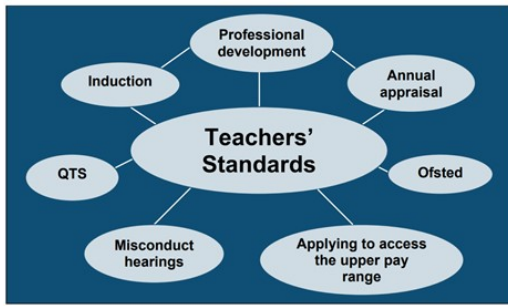 Professional
development
Induction
Annual
appraisal
Teachers'
Standards
QTS
Ofsted
Misconduct
hearings
Applying to access
the upper pay
range